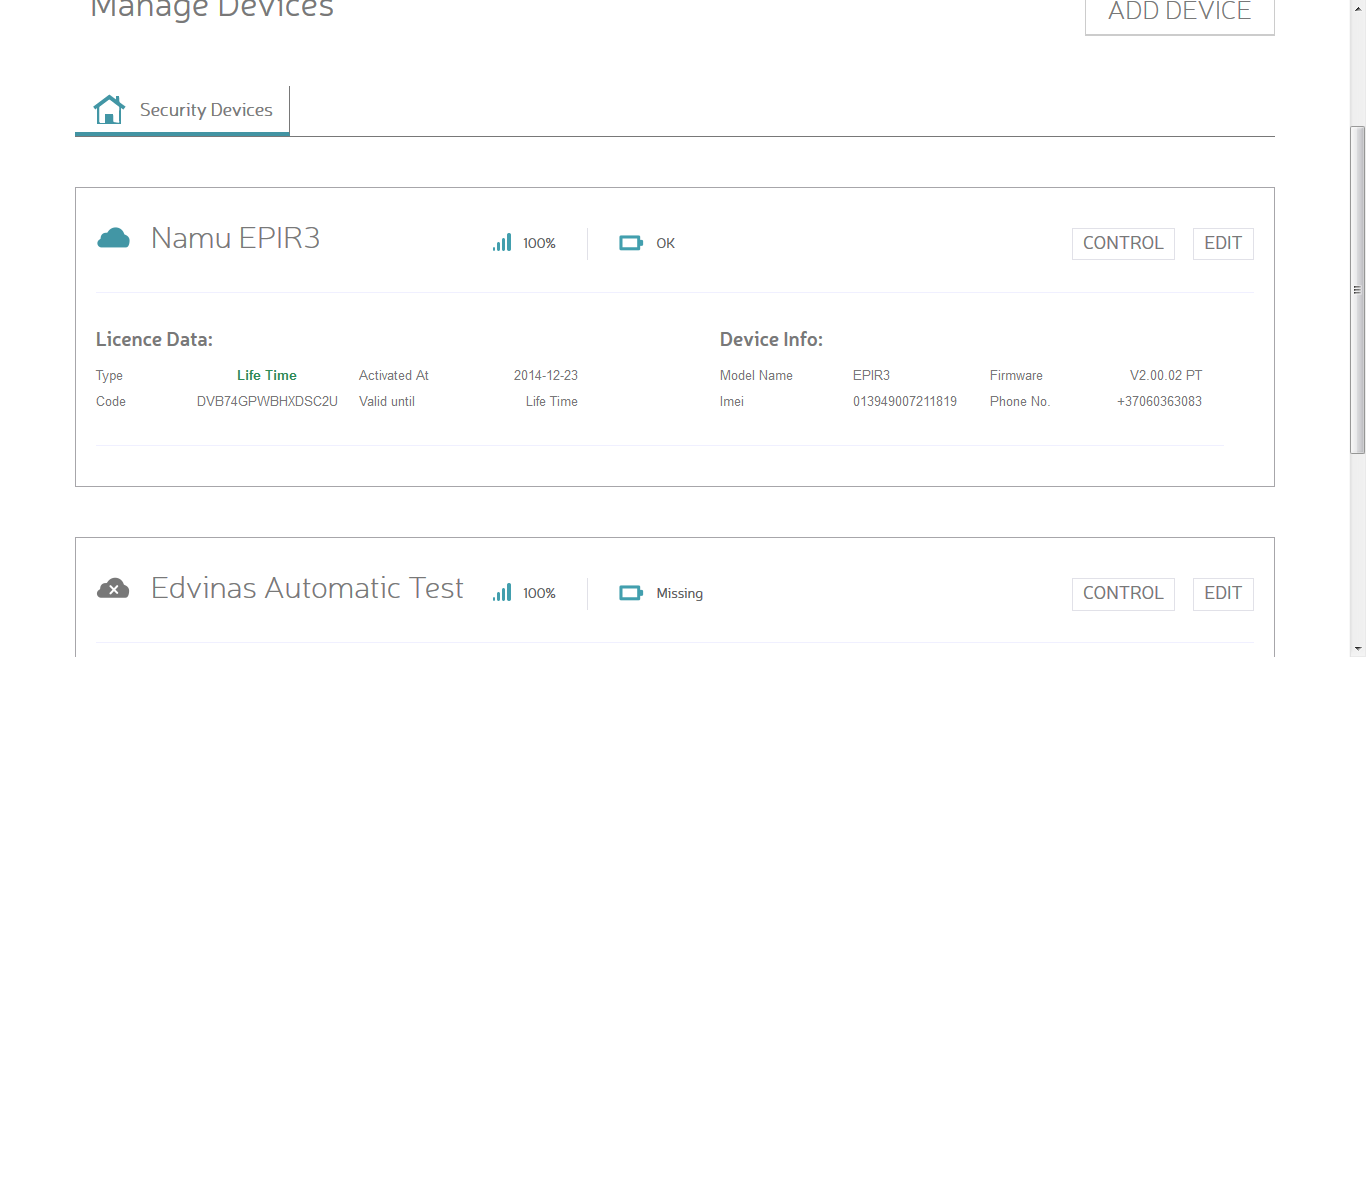 Manage Devices
ADD DEVICE
Security Devices
Namu EPIR3 100% OK CONTROL EDIT
Licence Data: Device Info:
Type Life Time Activated At 2014-12-23 Model Name EPIR3 Firmware V2.00.02 PT
Code DVB74GPWBHXDSC2U Valid until Life Time Imei 013949007211819 Phone No. +37060363083
Edvinas Automatic Test 100% Missing CONTROL EDIT